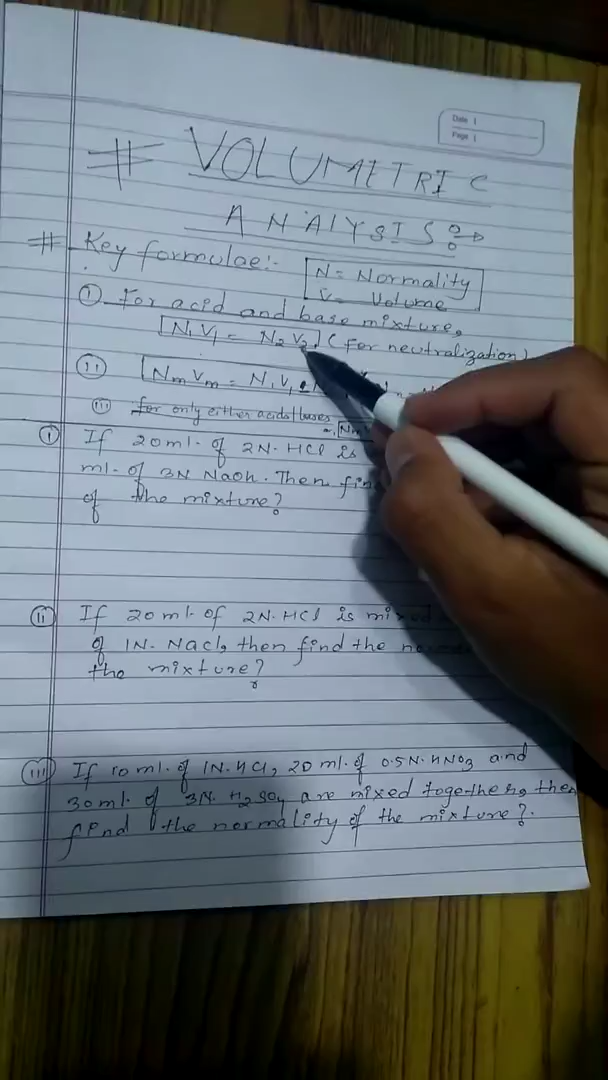 Date
Page
# VOLUMETRIC
ANALYSIS
# Key formulae:-
N = Normality
V = Volume
(i) For acid and base mixture,
N1V1 = N2V2 (for neutralization)
(ii) NmVm = N1V1
(iii) for only either acids/bases
(i) If 20ml. of 2N. HCl is
ml. of 3N NaOH. Then find
of the mixture?
(ii) If 20ml. of 2N. HCl is mixed
of 1N. NaCl, then find the
the mixture?
(iii) If 10 ml. of 1N. HCl, 20 ml. of 0.5N. HNO3 and
30ml. of 3N. H2SO4 are mixed together, then
find the normality of the mixture?